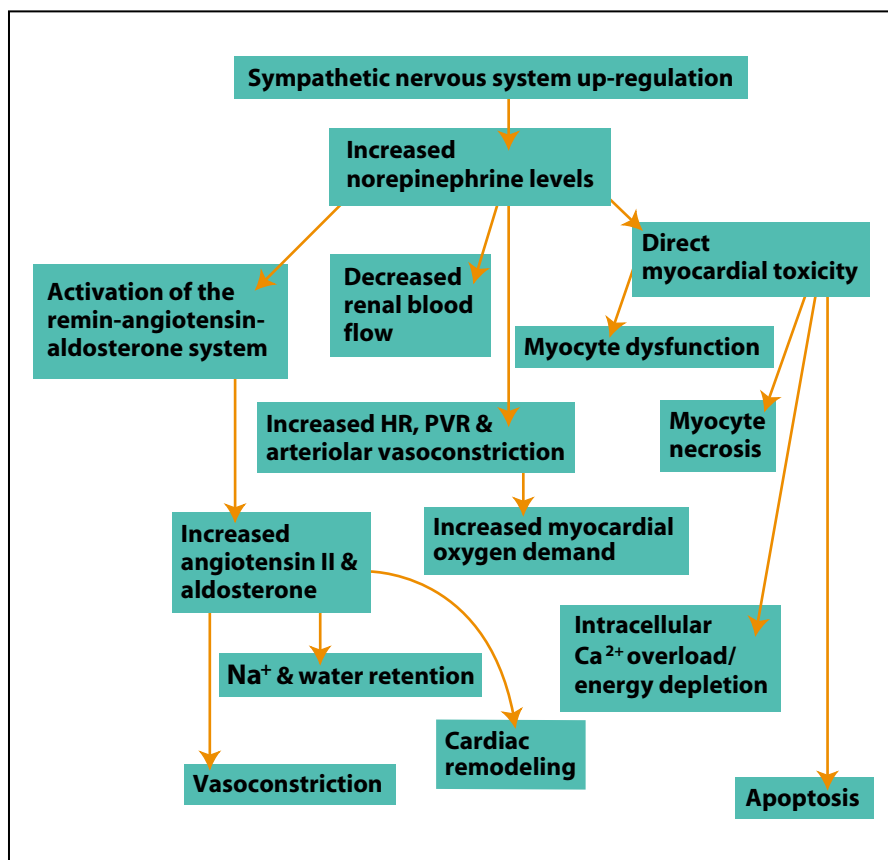 Sympathetic nervous system up-regulation
Increased
norepinephrine levels
Direct
myocardial toxicity
Activation of the
remin-angiotensin-
aldosterone system
Decreased
renal blood
flow
Myocyte dysfunction
Increased HR, PVR &
arteriolar vasoconstriction
Myocyte
necrosis
Increased
angiotensin II &
aldosterone
Increased myocardial
oxygen demand
Intracellular
Ca²⁺ overload/
energy depletion
Na⁺ & water retention
Cardiac
remodeling
Vasoconstriction
Apoptosis